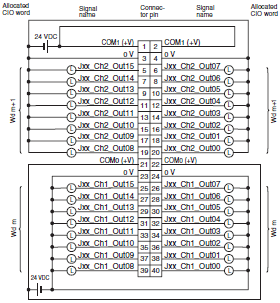 Allocated CIO word Signal name Connec-tor pin Signal name Allocated CIO word
24 VDC
COM1 (+V) 1 2 COM1 (+V)
0 V 3 4 0 V
L Jxx_Ch2_Out15 5 6 Jxx_Ch2_Out07 L
L Jxx_Ch2_Out14 7 8 Jxx_Ch2_Out06 L
L Jxx_Ch2_Out13 9 10 Jxx_Ch2_Out05 L
L Jxx_Ch2_Out12 11 12 Jxx_Ch2_Out04 L
Wd m+1 Wd m+1
L Jxx_Ch2_Out11 13 14 Jxx_Ch2_Out03 L
L Jxx_Ch2_Out10 15 16 Jxx_Ch2_Out02 L
L Jxx_Ch2_Out09 17 18 Jxx_Ch2_Out01 L
L Jxx_Ch2_Out08 19 20 Jxx_Ch2_Out00 L
COM0 (+V) 21 22 COM0 (+V)
0 V 23 24 0 V
L Jxx_Ch1_Out15 25 26 Jxx_Ch1_Out07 L
L Jxx_Ch1_Out14 27 28 Jxx_Ch1_Out06 L
L Jxx_Ch1_Out13 29 30 Jxx_Ch1_Out05 L
L Jxx_Ch1_Out12 31 32 Jxx_Ch1_Out04 L
Wd m Wd m
L Jxx_Ch1_Out11 33 34 Jxx_Ch1_Out03 L
L Jxx_Ch1_Out10 35 36 Jxx_Ch1_Out02 L
L Jxx_Ch1_Out09 37 38 Jxx_Ch1_Out01 L
L Jxx_Ch1_Out08 39 40 Jxx_Ch1_Out00 L
24 VDC